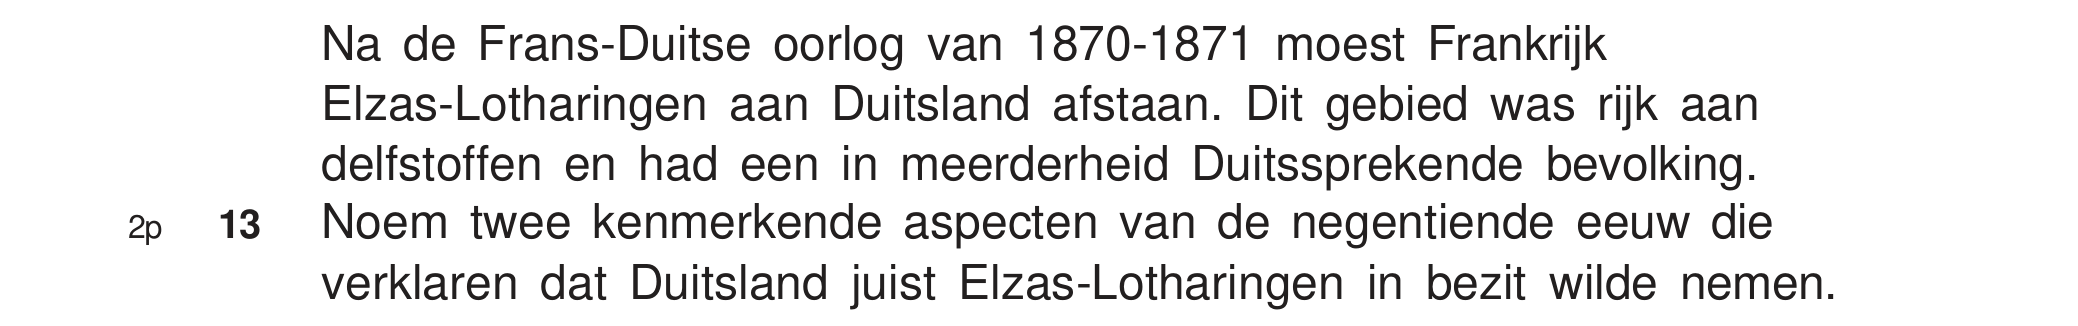 Na de Frans-Duitse oorlog van 1870-1871 moest Frankrijk
Elzas-Lotharingen aan Duitsland afstaan. Dit gebied was rijk aan
delfstoffen en had een in meerderheid Duitssprekende bevolking.
2p 13 Noem twee kenmerkende aspecten van de negentiende eeuw die
verklaren dat Duitsland juist Elzas-Lotharingen in bezit wilde nemen.